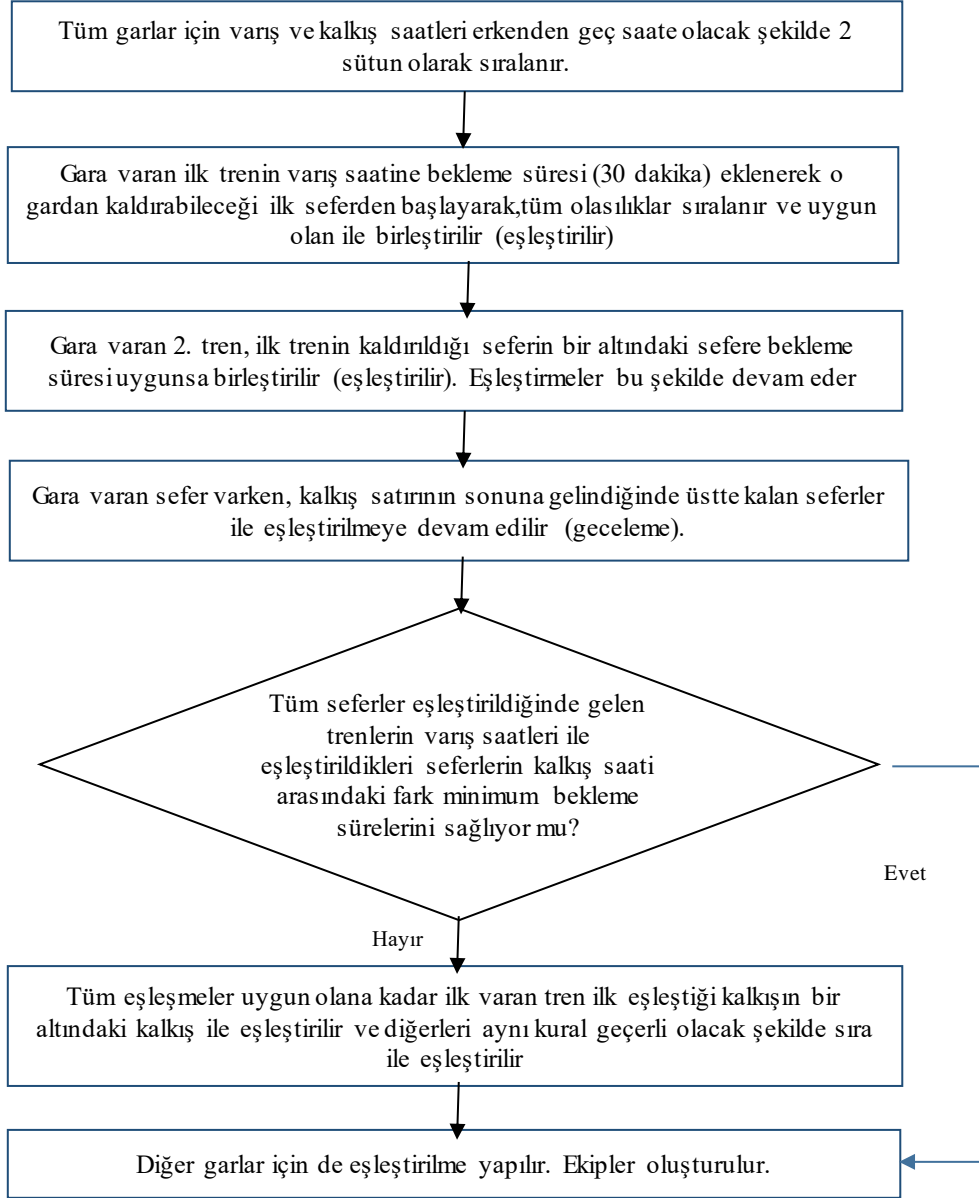 Tüm garlar için varış ve kalkış saatleri erkenden geç saate olacak şekilde 2
sütun olarak sıralanır.
Gara varan ilk trenin varış saatine bekleme süresi (30 dakika) eklenerek o
gardan kaldırabileceği ilk seferden başlayarak,tüm olasılıklar sıralanır ve uygun
olan ile birleştirilir (eşleştirilir)
Gara varan 2. tren, ilk trenin kaldırıldığı seferin bir altındaki sefere bekleme
süresi uygunsa birleştirilir (eşleştirilir). Eşleştirmeler bu şekilde devam eder
Gara varan sefer varken, kalkış satırının sonuna gelindiğinde üstte kalan seferler
ile eşleştirilmeye devam edilir (geceleme).
Tüm seferler eşleştirildiğinde gelen
trenlerin varış saatleri ile
eşleştirildikleri seferlerin kalkış saati
arasındaki fark minimum bekleme
sürelerini sağlıyor mu?
Evet
Hayır
Tüm eşleşmeler uygun olana kadar ilk varan tren ilk eşleştiği kalkışın bir
altındaki kalkış ile eşleştirilir ve diğerleri aynı kural geçerli olacak şekilde sıra
ile eşleştirilir
Diğer garlar için de eşleştirilme yapılır. Ekipler oluşturulur.